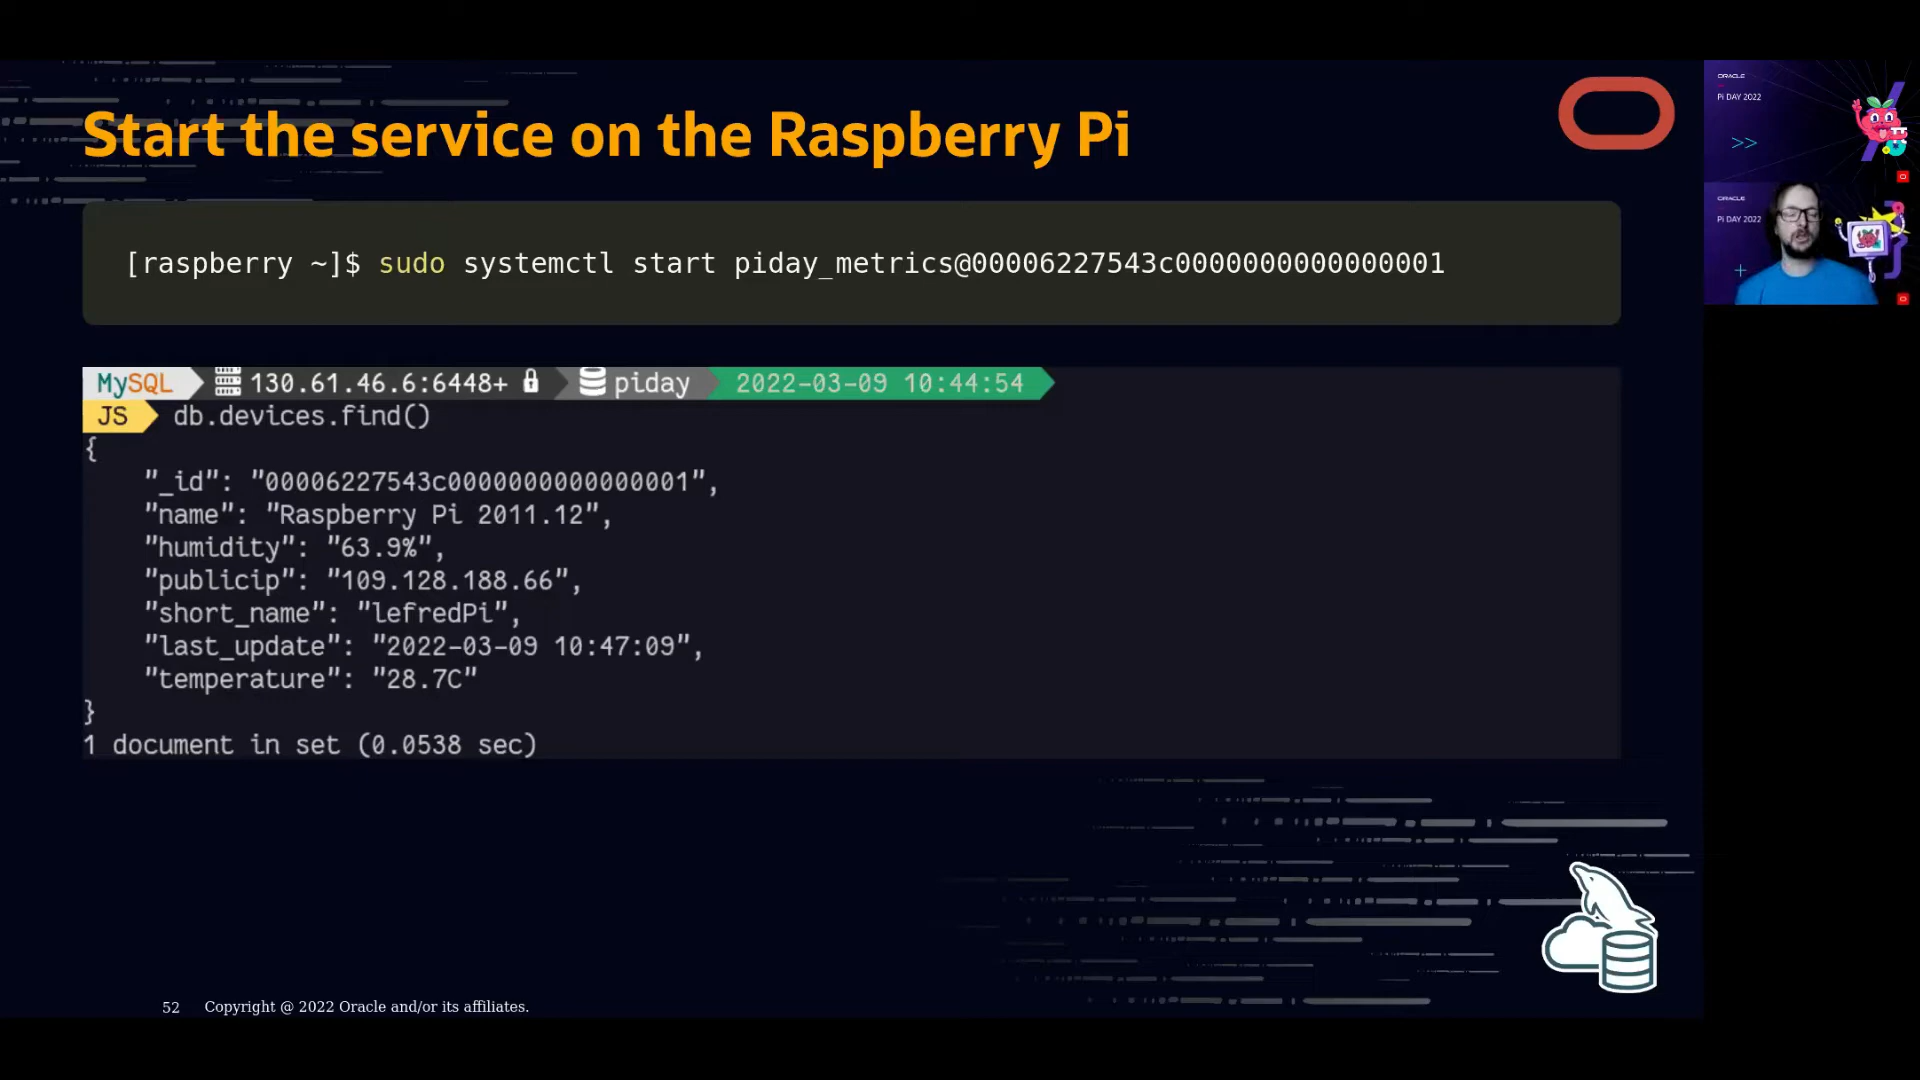 Start the service on the Raspberry Pi
[raspberry ~]$ sudo systemctl start piday_metrics@00006227543c0000000000000001
MySQL 130.61.46.6:6448+ piday 2022-03-09 10:44:54
JS db.devices.find()
{
"_id": "00006227543c0000000000000001",
"name": "Raspberry Pi 2011.12",
"humidity": "63.9%",
"publicip": "109.128.188.66",
"short_name": "lefredPi",
"last_update": "2022-03-09 10:47:09",
"temperature": "28.7C"
}
1 document in set (0.0538 sec)
52 Copyright @ 2022 Oracle and/or its affiliates.
ORACLE
Pi DAY 2022
>>
ORACLE
Pi DAY 2022